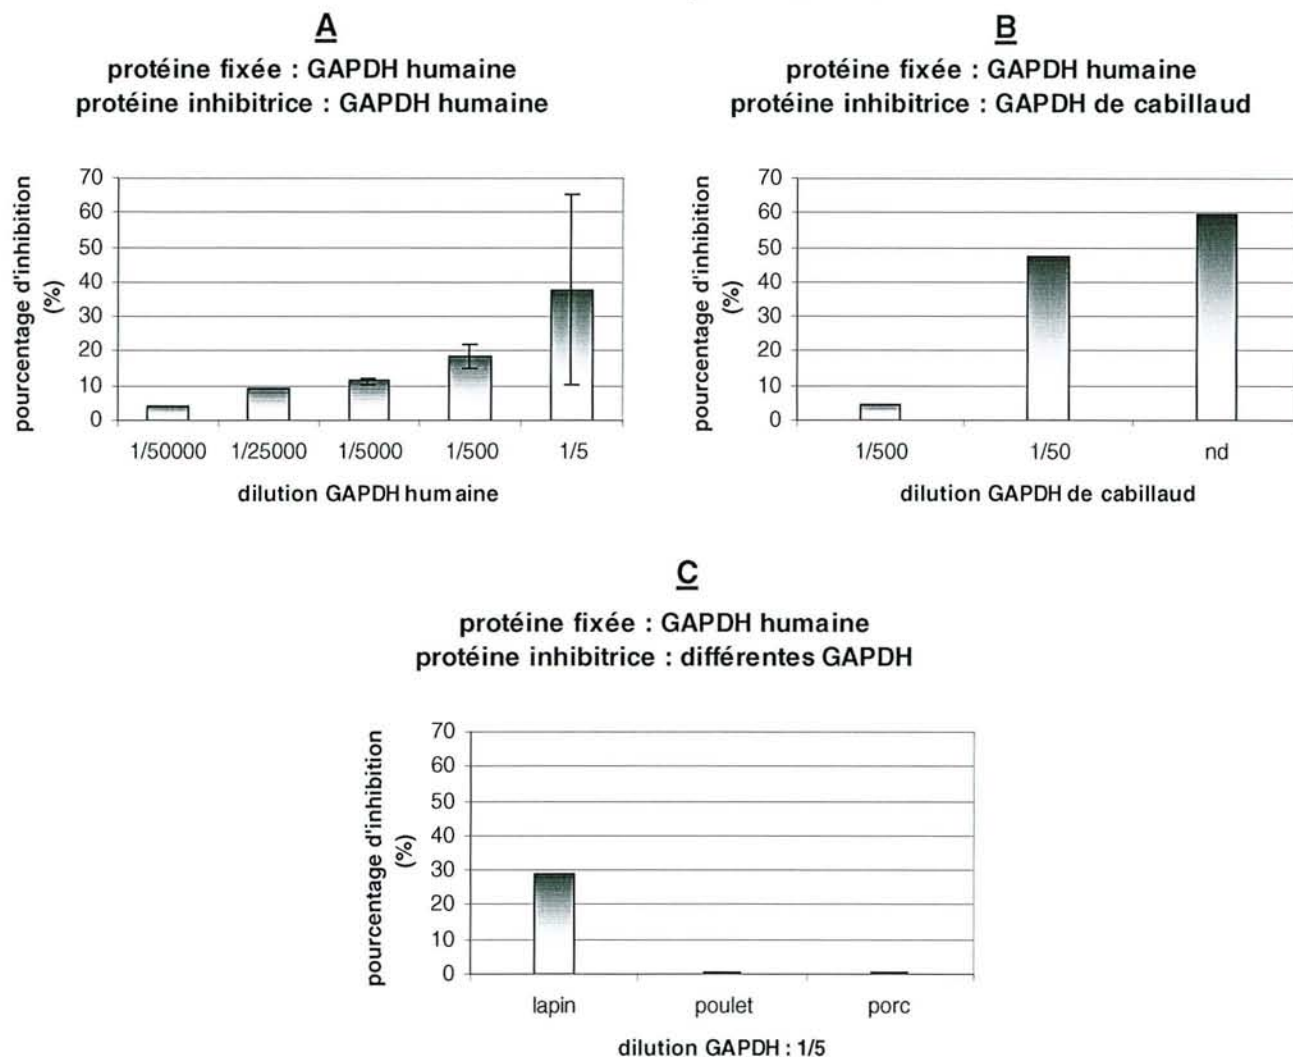 A
protéine fixée : GAPDH humaine
protéine inhibitrice : GAPDH humaine
pourcentage d'inhibition
(%)
70
60
50
40
30
20
10
0
1/50000 1/25000 1/5000 1/500 1/5
dilution GAPDH humaine
B
protéine fixée : GAPDH humaine
protéine inhibitrice : GAPDH de cabillaud
pourcentage d'inhibition
(%)
70
60
50
40
30
20
10
0
1/500 1/50 nd
dilution GAPDH de cabillaud
C
protéine fixée : GAPDH humaine
protéine inhibitrice : différentes GAPDH
pourcentage d'inhibition
(%)
70
60
50
40
30
20
10
0
lapin poulet porc
dilution GAPDH : 1/5